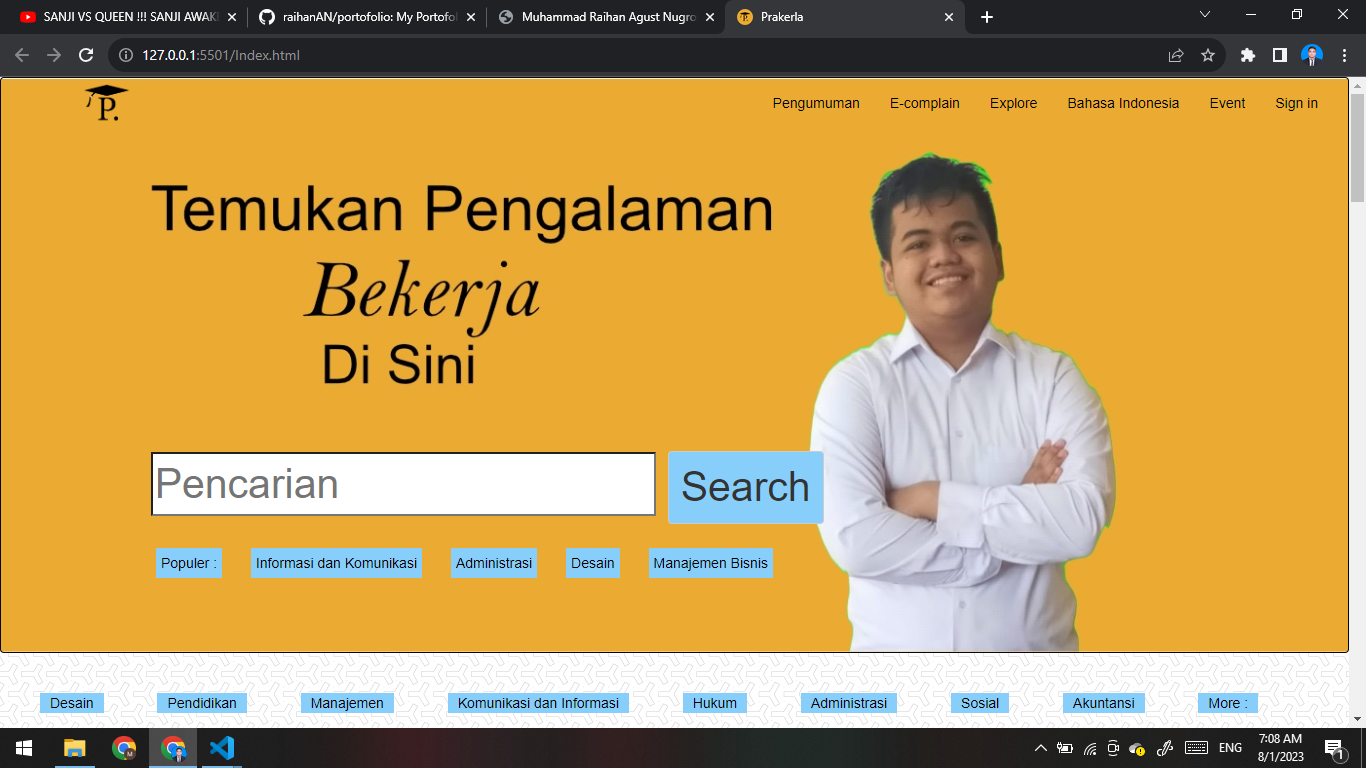 SANJI VS QUEEN !!! SANJI AWAK
raihanAN/portofolio: My Portofol
Muhammad Raihan Agust Nugro
Prakerla
127.0.0.1:5501/Index.html
P.
Pengumuman
E-complain
Explore
Bahasa Indonesia
Event
Sign in
Temukan Pengalaman
Bekerja
Di Sini
Pencarian
Search
Populer :
Informasi dan Komunikasi
Administrasi
Desain
Manajemen Bisnis
Desain
Pendidikan
Manajemen
Komunikasi dan Informasi
Hukum
Administrasi
Sosial
Akuntansi
More :
ENG
7:08 AM
8/1/2023
1